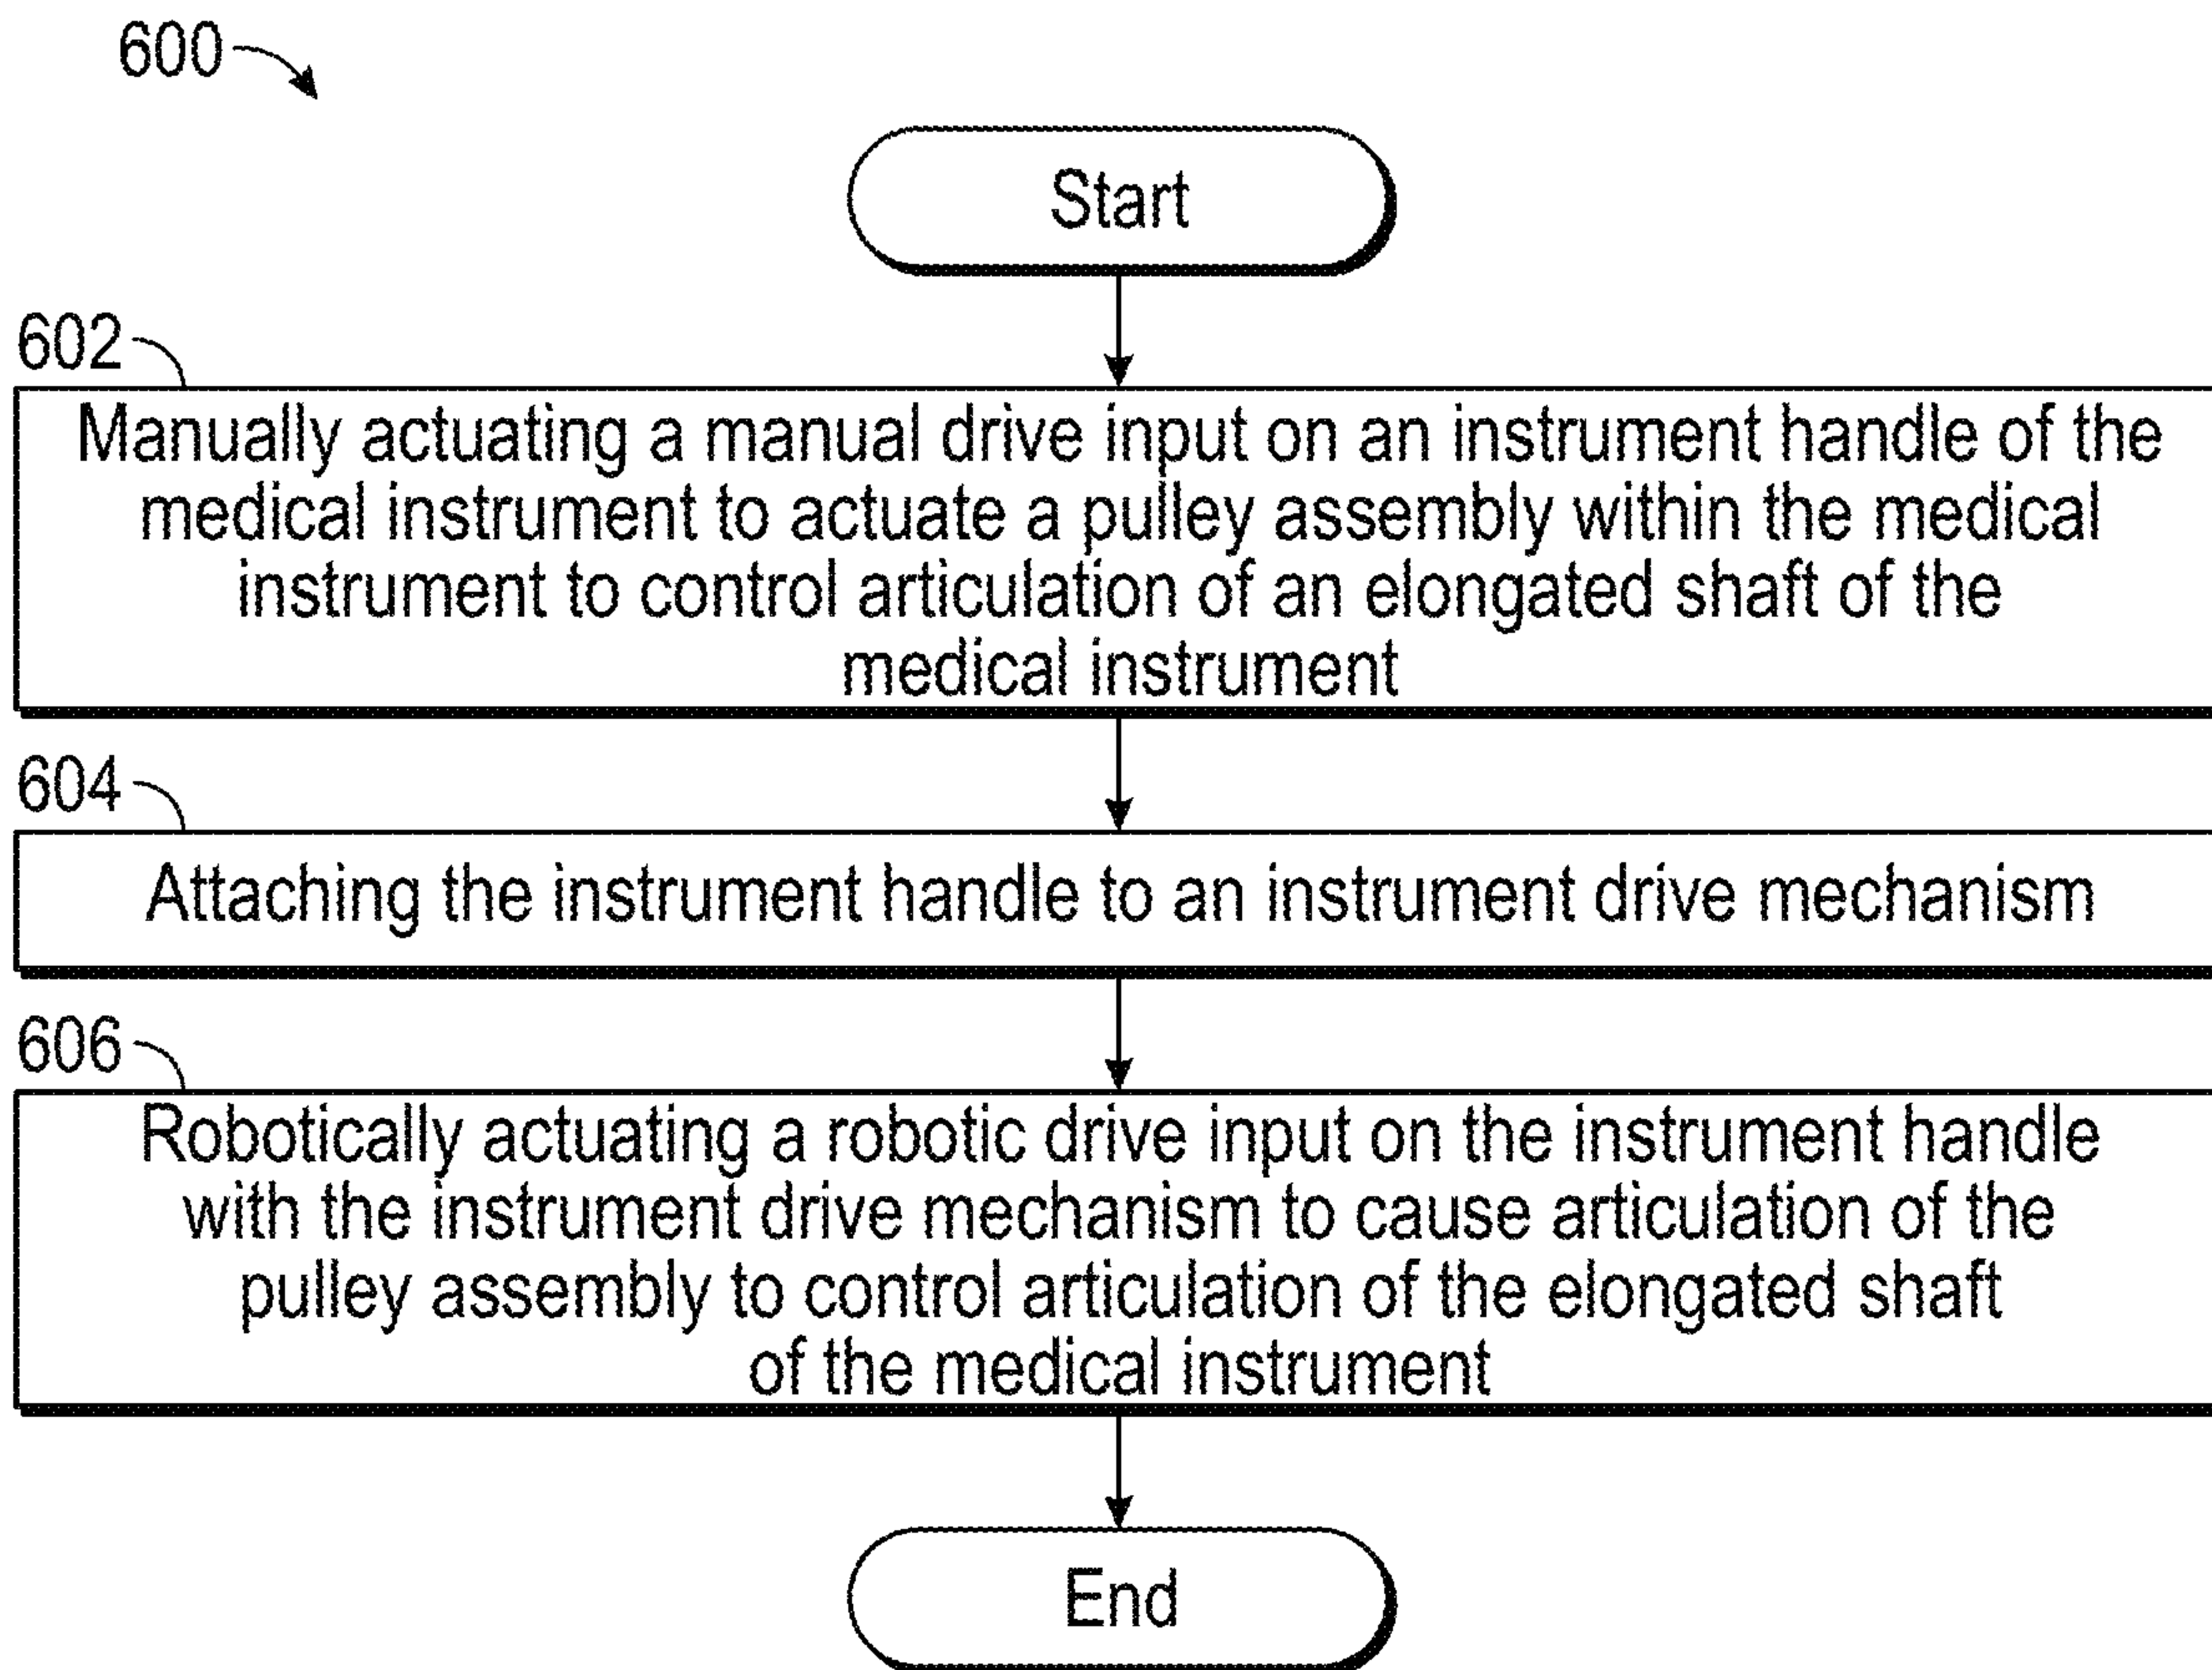 600
Start
602
Manually actuating a manual drive input on an instrument handle of the
medical instrument to actuate a pulley assembly within the medical
instrument to control articulation of an elongated shaft of the
medical instrument
604
Attaching the instrument handle to an instrument drive mechanism
606
Robotically actuating a robotic drive input on the instrument handle
with the instrument drive mechanism to cause articulation of the
pulley assembly to control articulation of the elongated shaft
of the medical instrument
End